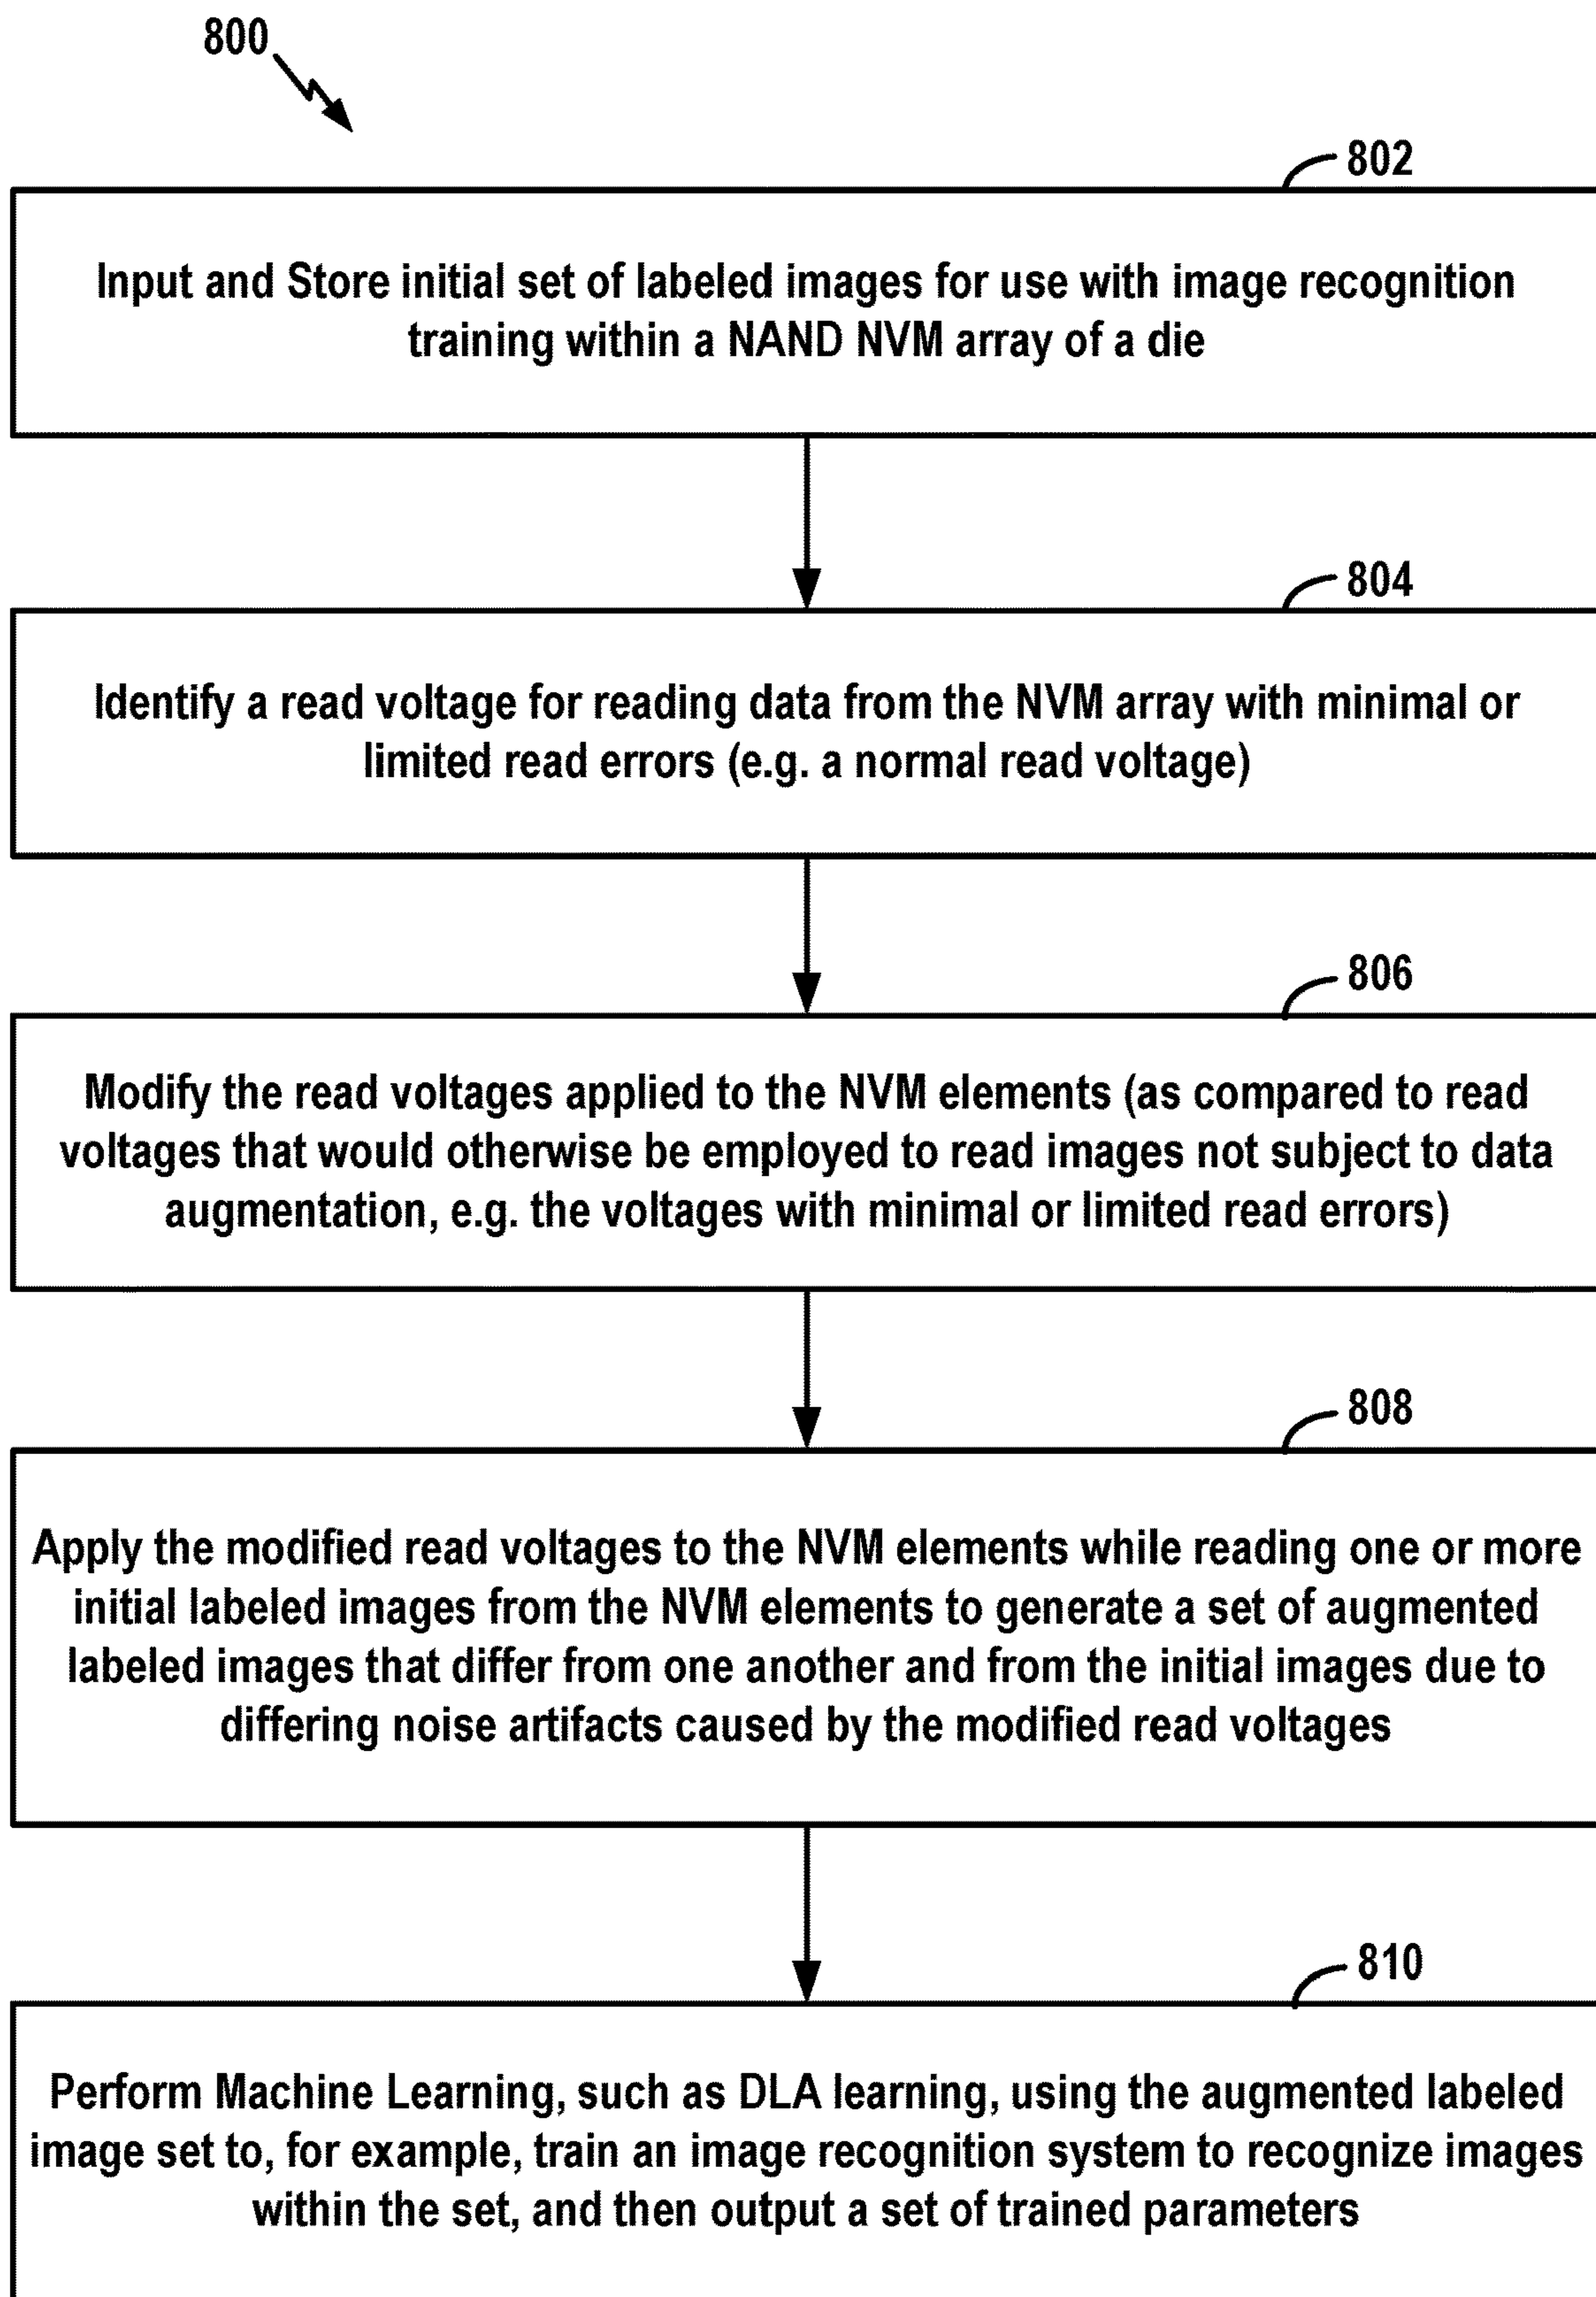 800
802
Input and Store initial set of labeled images for use with image recognition
training within a NAND NVM array of a die
804
Identify a read voltage for reading data from the NVM array with minimal or
limited read errors (e.g. a normal read voltage)
806
Modify the read voltages applied to the NVM elements (as compared to read
voltages that would otherwise be employed to read images not subject to data
augmentation, e.g. the voltages with minimal or limited read errors)
808
Apply the modified read voltages to the NVM elements while reading one or more
initial labeled images from the NVM elements to generate a set of augmented
labeled images that differ from one another and from the initial images due to
differing noise artifacts caused by the modified read voltages
810
Perform Machine Learning, such as DLA learning, using the augmented labeled
image set to, for example, train an image recognition system to recognize images
within the set, and then output a set of trained parameters